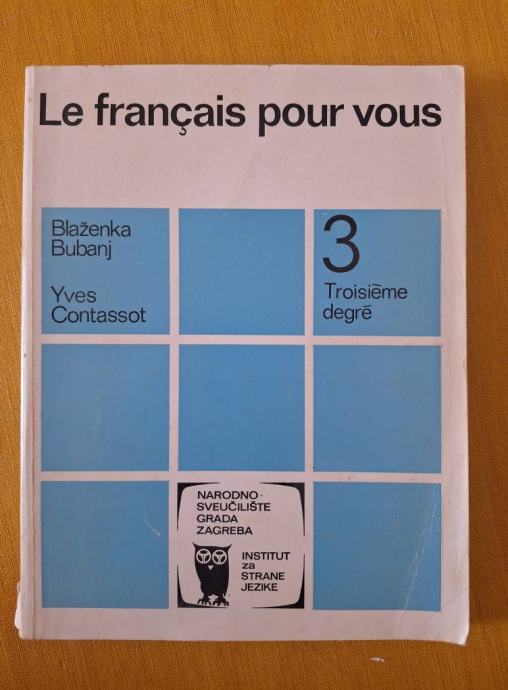 Le français pour vous
Blaženka
Bubanj
Yves
Contassot
3
Troisième
degré
NARODNO·
SVEUČILIŠTE
GRADA
ZAGREBA
INSTITUT
za
STRANE
JEZIKE